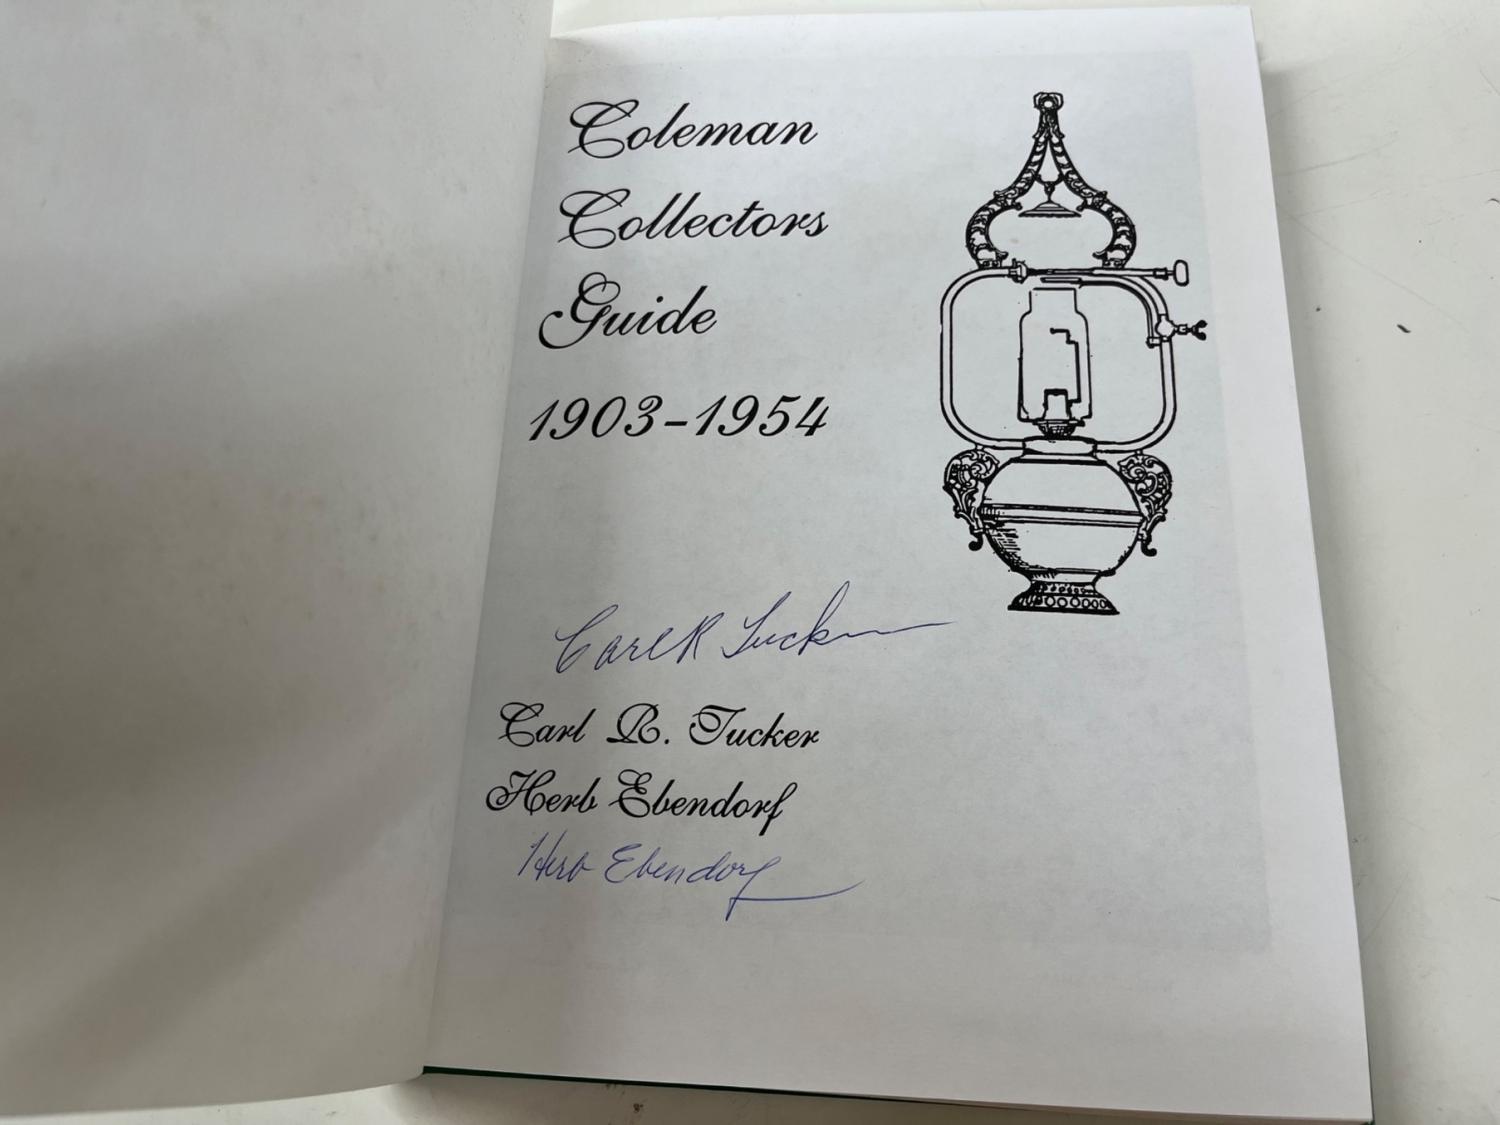 Coleman
Collectors
Guide
1903-1954
Carl R Tucker
Carl R. Tucker
Herb Ebendorf
Herb Ebendorf